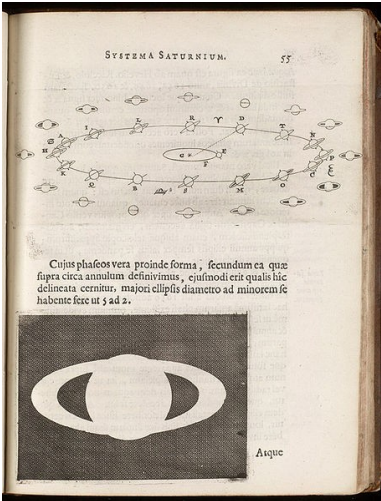 SYSTEMA SATURNIUM.
55
L R ♈ D
I T
A N
H P
G E
F C
K
Q B S M O
Cujus phaseos vera proinde forma, secundum ea quæ
supra circa annulum definivimus, ejusmodi erit qualis hic
delineata cernitur, majori ellipsis diametro ad minorem se
habente fere ut 5 ad 2.
Atque